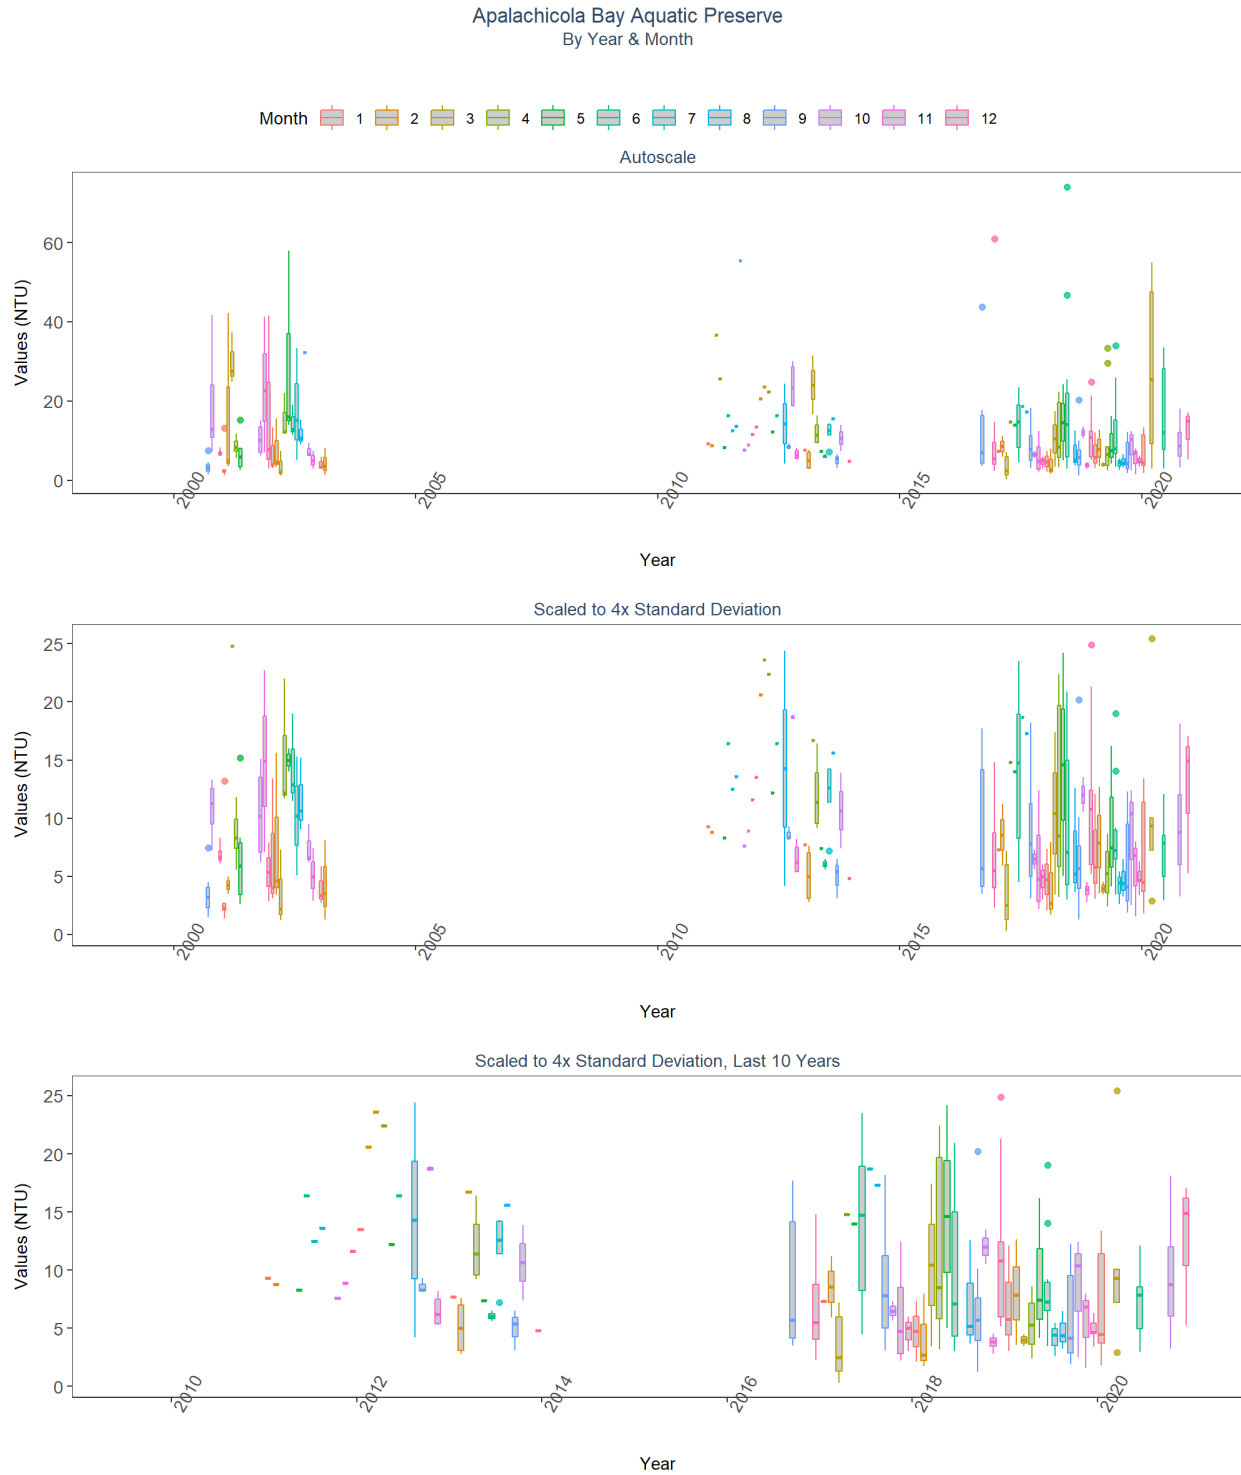 Apalachicola Bay Aquatic Preserve
By Year & Month
Month 1 2 3 4 5 6 7 8 9 10 11 12
Autoscale
Values (NTU)
60
40
20
0
2000 2005 2010 2015 2020
Year
Scaled to 4x Standard Deviation
Values (NTU)
25
20
15
10
5
0
2000 2005 2010 2015 2020
Year
Scaled to 4x Standard Deviation, Last 10 Years
Values (NTU)
25
20
15
10
5
0
2010 2012 2014 2016 2018 2020
Year